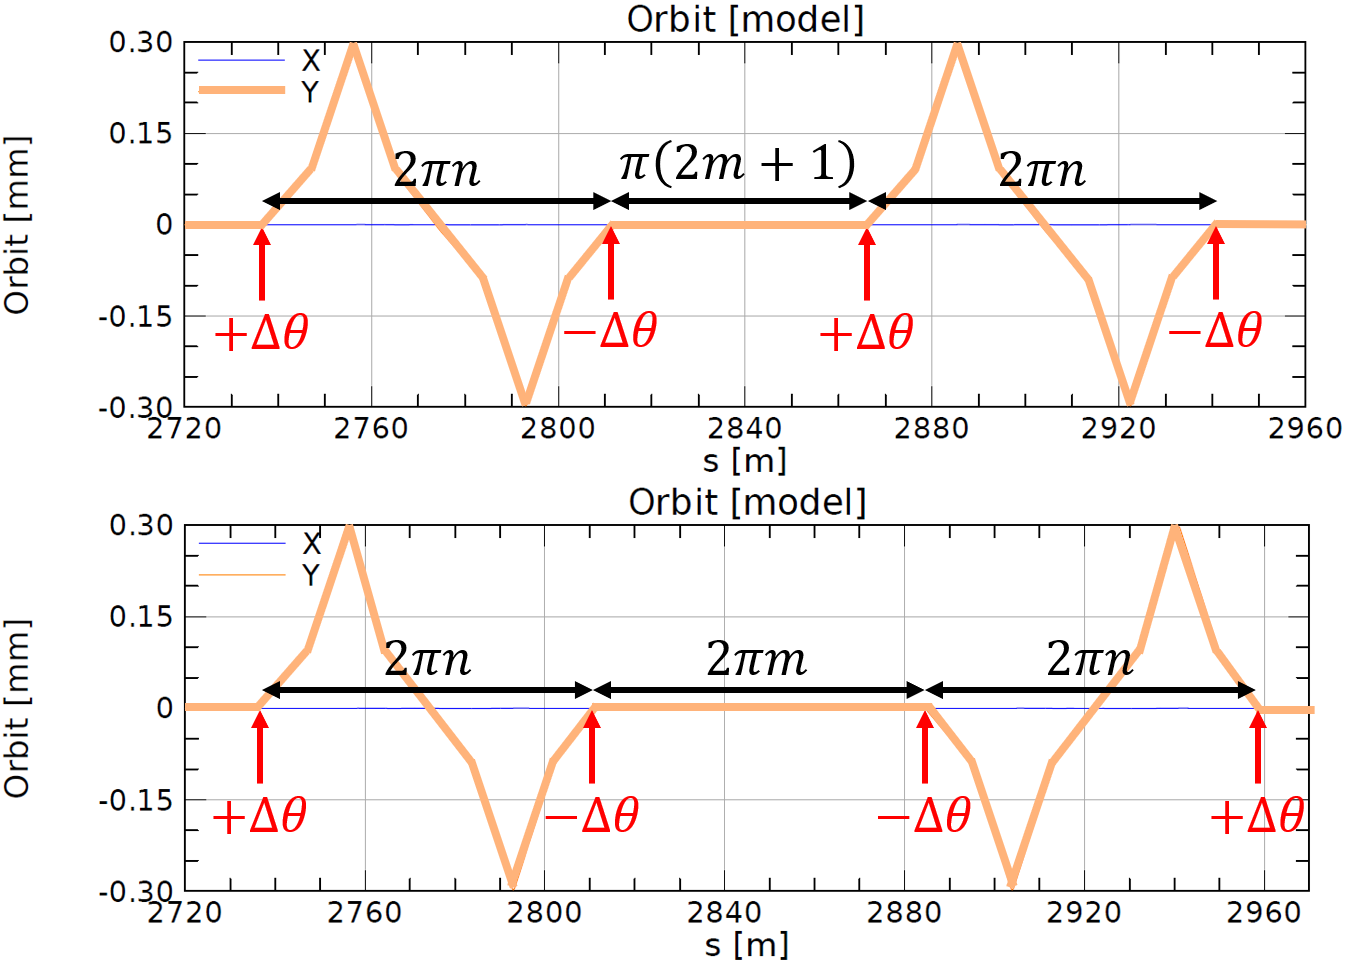 Orbit [model]
0.30
X
Y
0.15
2πn
π(2m + 1)
2πn
Orbit [mm]
0
+Δθ
−Δθ
+Δθ
−Δθ
-0.15
-0.30
2720 2760 2800 2840 2880 2920 2960
s [m]
Orbit [model]
0.30
X
Y
0.15
2πn
2πm
2πn
Orbit [mm]
0
+Δθ
−Δθ
−Δθ
+Δθ
-0.15
-0.30
2720 2760 2800 2840 2880 2920 2960
s [m]